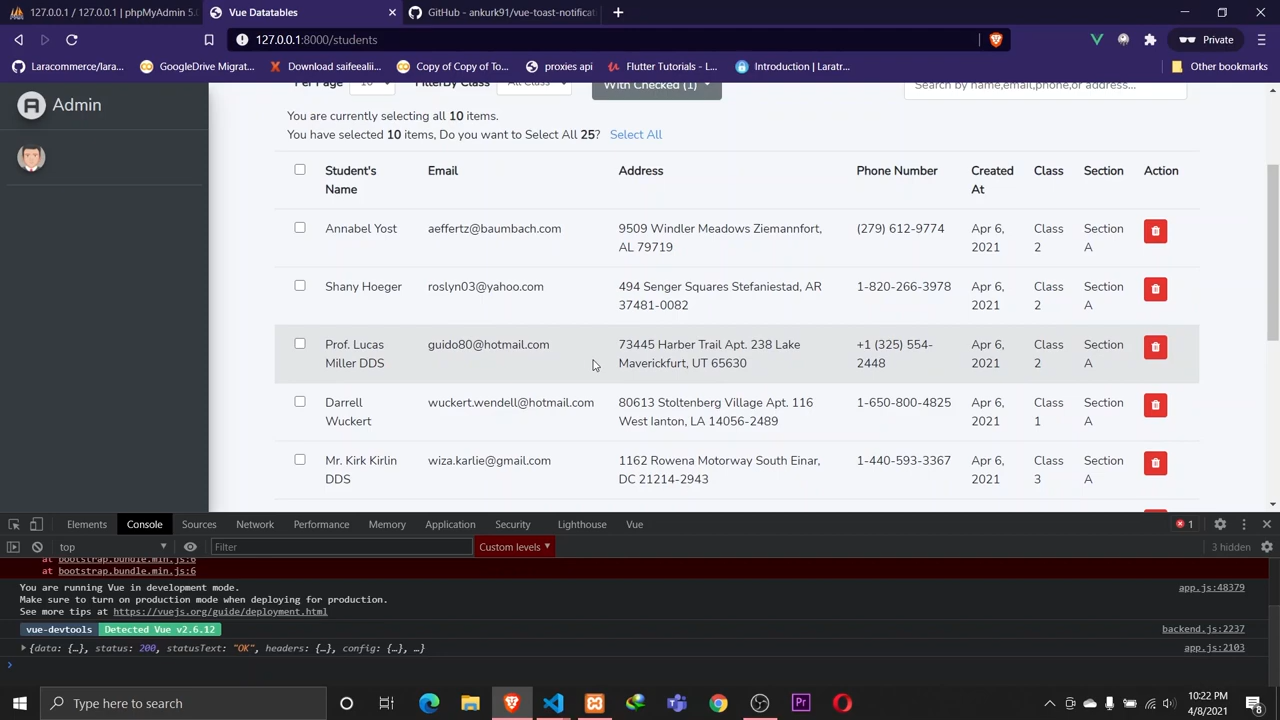 127.0.0.1 / 127.0.0.1 | phpMyAdmin 5.
Vue Datatables
GitHub - ankurk91/vue-toast-notificat
127.0.0.1:8000/students
Private
Laracommerce/lara...
GoogleDrive Migrat...
Download saifeealii...
Copy of Copy of To...
proxies api
Flutter Tutorials - L...
Introduction | Laratr...
Other bookmarks
Admin
Per Page
10
FilterBy Class
All Class
With Checked (1)
Search by name,email,phone,or address...
You are currently selecting all 10 items.
You have selected 10 items, Do you want to Select All 25? Select All
Student's Name Email Address Phone Number Created At Class Section Action
Annabel Yost aeffertz@baumbach.com 9509 Windler Meadows Ziemannfort, AL 79719 (279) 612-9774 Apr 6, 2021 Class 2 Section A
Shany Hoeger roslyn03@yahoo.com 494 Senger Squares Stefaniestad, AR 37481-0082 1-820-266-3978 Apr 6, 2021 Class 2 Section A
Prof. Lucas Miller DDS guido80@hotmail.com 73445 Harber Trail Apt. 238 Lake Maverickfurt, UT 65630 +1 (325) 554-2448 Apr 6, 2021 Class 2 Section A
Darrell Wuckert wuckert.wendell@hotmail.com 80613 Stoltenberg Village Apt. 116 West Ianton, LA 14056-2489 1-650-800-4825 Apr 6, 2021 Class 1 Section A
Mr. Kirk Kirlin DDS wiza.karlie@gmail.com 1162 Rowena Motorway South Einar, DC 21214-2943 1-440-593-3367 Apr 6, 2021 Class 3 Section A
Elements Console Sources Network Performance Memory Application Security Lighthouse Vue
1
top
Filter
Custom levels
3 hidden
at bootstrap.bundle.min.js:6
at bootstrap.bundle.min.js:6
You are running Vue in development mode. app.js:48379
Make sure to turn on production mode when deploying for production.
See more tips at https://vuejs.org/guide/deployment.html
vue-devtools Detected Vue v2.6.12 backend.js:2237
{data: {…}, status: 200, statusText: "OK", headers: {…}, config: {…}, …} app.js:2103
Type here to search
10:22 PM
4/8/2021
8